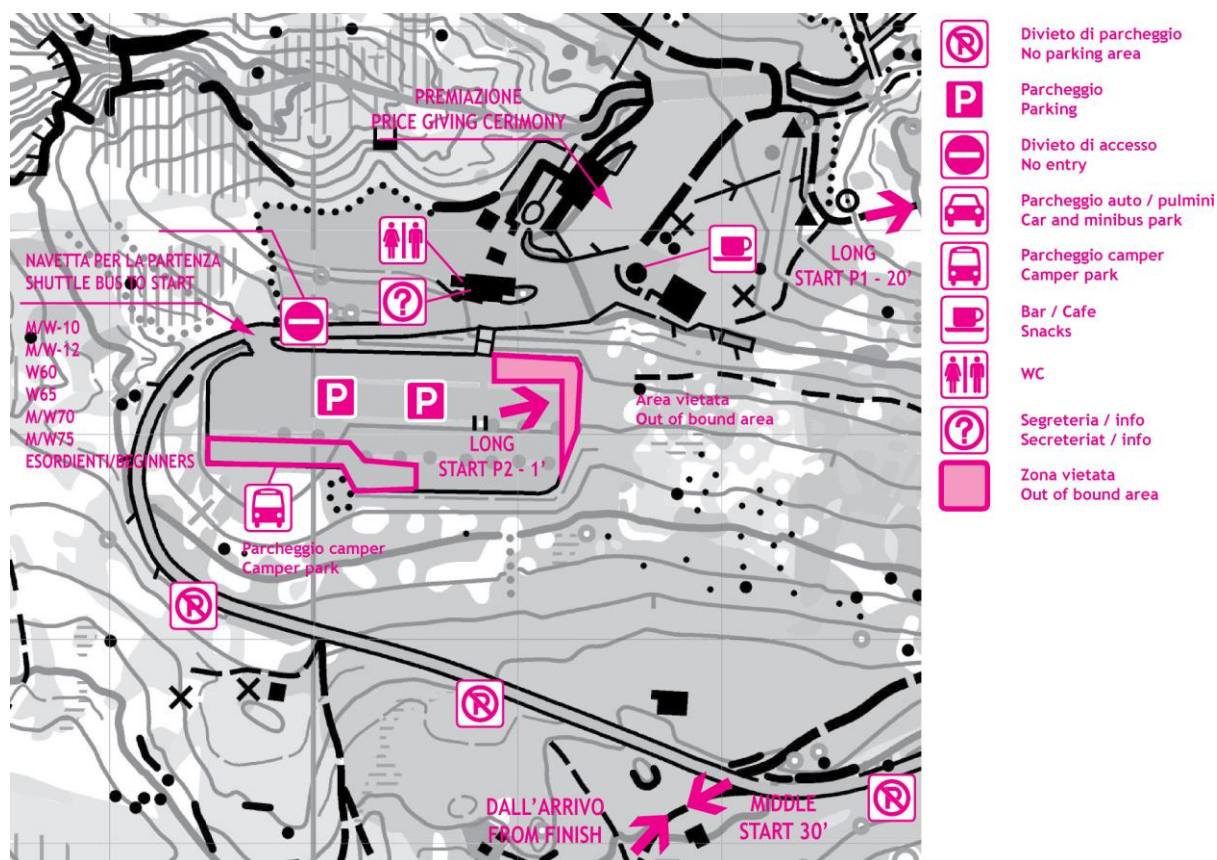 PREMIAZIONE
PRICE GIVING CERIMONY
NAVETTA PER LA PARTENZA
SHUTTLE BUS TO START
M/W-10
M/W-12
W60
W65
M/W70
M/W75
ESORDIENTI/BEGINNERS
LONG
START P1 - 20'
?
P
P
LONG
START P2 - 1'
Area vietata
Out of bound area
Parcheggio camper
Camper park
P
P
P
DALL'ARRIVO
FROM FINISH
MIDDLE
START 30'
P
Divieto di parcheggio
No parking area
P
Parcheggio
Parking
Divieto di accesso
No entry
Parcheggio auto / pulmini
Car and minibus park
Parcheggio camper
Camper park
Bar / Cafe
Snacks
WC
?
Segreteria / info
Secreteriat / info
Zona vietata
Out of bound area